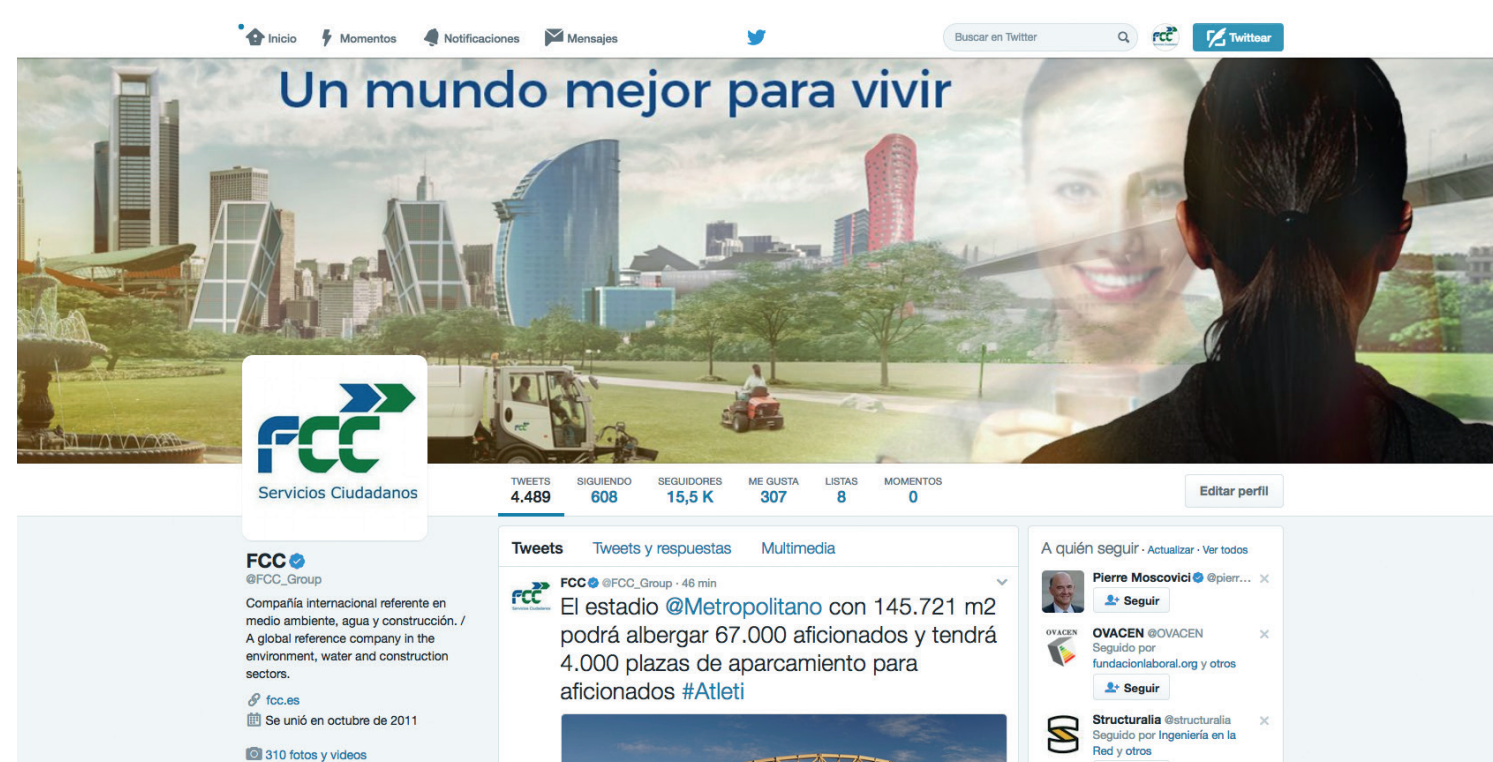 Inicio
Momentos
Notificaciones
Mensajes
Buscar en Twitter
FCC
Twittear
Un mundo mejor para vivir
FCC
FCC
Servicios Ciudadanos
TWEETS
4.489
SIGUIENDO
608
SEGUIDORES
15,5 K
ME GUSTA
307
LISTAS
8
MOMENTOS
0
Editar perfil
FCC
@FCC_Group
Compañía internacional referente en
medio ambiente, agua y construcción. /
A global reference company in the
environment, water and construction
sectors.
fcc.es
Se unió en octubre de 2011
310 fotos y videos
Tweets
Tweets y respuestas
Multimedia
FCC
Servicios Ciudadanos
FCC @FCC_Group · 46 min
El estadio @Metropolitano con 145.721 m2
podrá albergar 67.000 aficionados y tendrá
4.000 plazas de aparcamiento para
aficionados #Atleti
A quién seguir · Actualizar · Ver todos
Pierre Moscovici @pierr...
Seguir
OVACEN
OVACEN @OVACEN
Seguido por
fundacionlaboral.org y otros
Seguir
Structuralia @structuralia
Seguido por Ingeniería en la
Red y otros